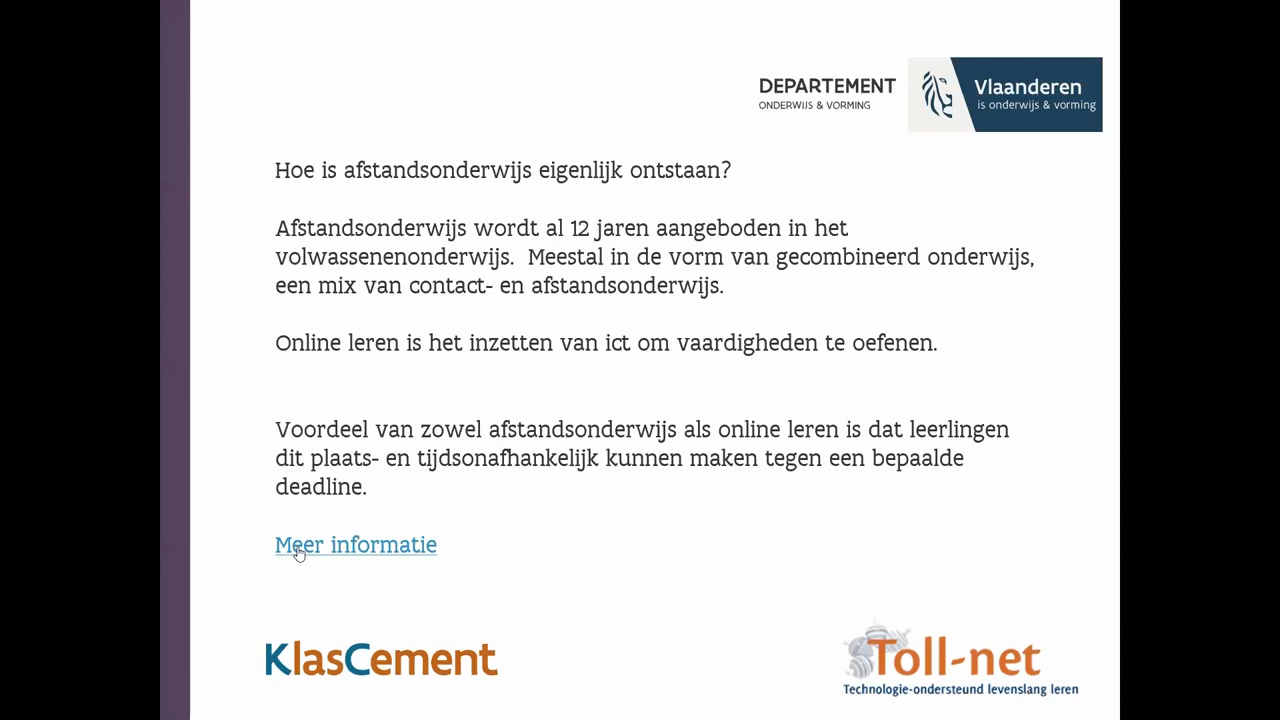 DEPARTEMENT
ONDERWIJS & VORMING
Vlaanderen
is onderwijs & vorming
Hoe is afstandsonderwijs eigenlijk ontstaan?
Afstandsonderwijs wordt al 12 jaren aangeboden in het
volwassenenonderwijs.  Meestal in de vorm van gecombineerd onderwijs,
een mix van contact- en afstandsonderwijs.
Online leren is het inzetten van ict om vaardigheden te oefenen.
Voordeel van zowel afstandsonderwijs als online leren is dat leerlingen
dit plaats- en tijdsonafhankelijk kunnen maken tegen een bepaalde
deadline.
Meer informatie
KlasCement
Toll-net
Technologie-ondersteund levenslang leren